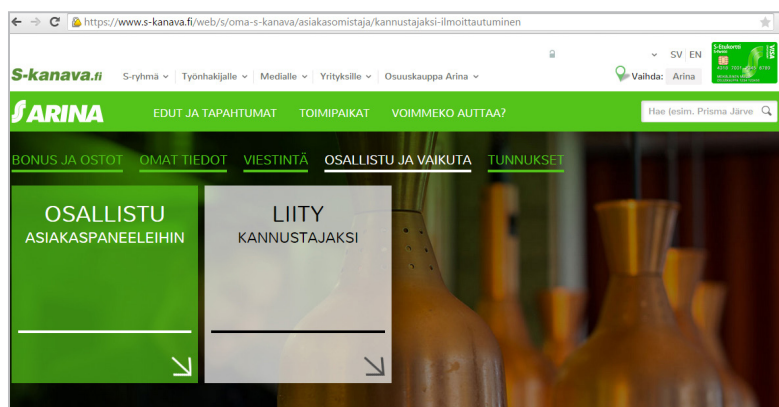 https://www.s-kanava.fi/web/s/oma-s-kanava/asiakasomistaja/kannustajaksi-ilmoittautuminen
SV EN
S-Etukortti
VISA
S-kanava.fi S-ryhmä Työnhakijalle Medialle Yrityksille Osuuskauppa Arina Vaihda: Arina
ARINA EDUT JA TAPAHTUMAT TOIMIPAIKAT VOIMMEKO AUTTAA? Hae (esim. Prisma Järve
BONUS JA OSTOT OMAT TIEDOT VIESTINTÄ OSALLISTU JA VAIKUTA TUNNUKSET
OSALLISTU
ASIAKASPANEELEIHIN
LIITY
KANNUSTAJAKSI